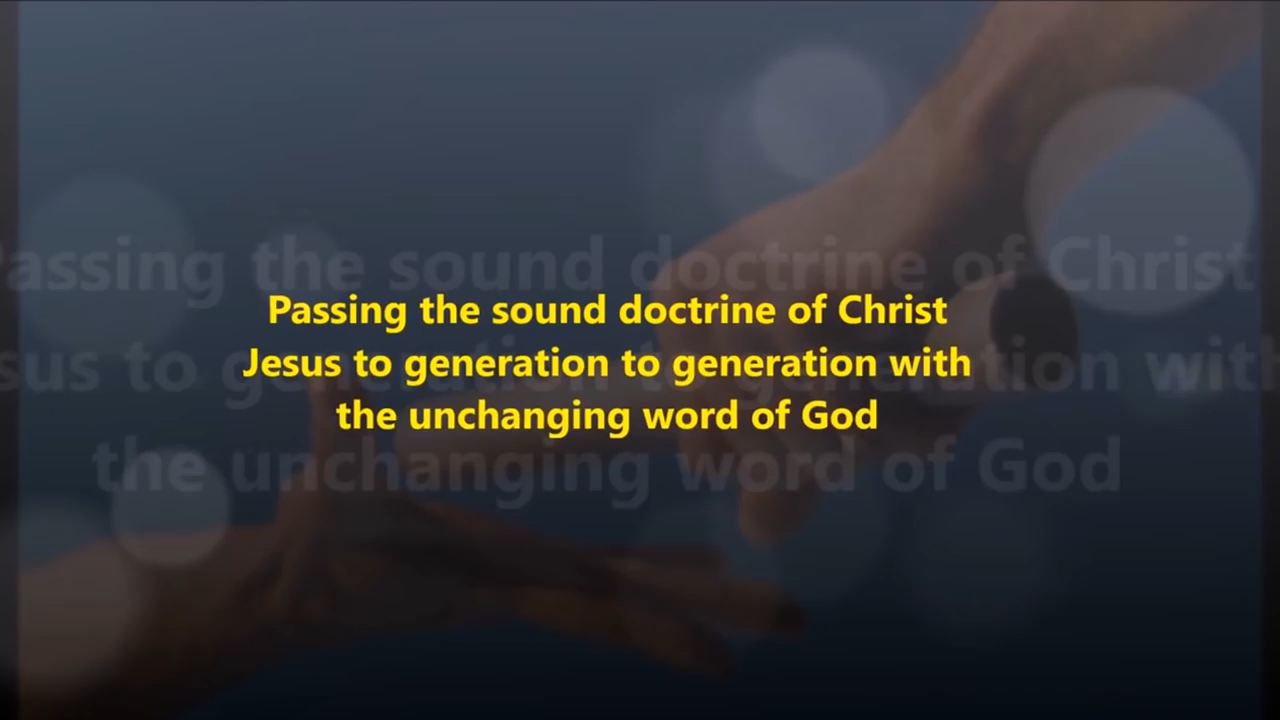 Passing the sound doctrine of Christ
Jesus to generation to generation with
the unchanging word of God